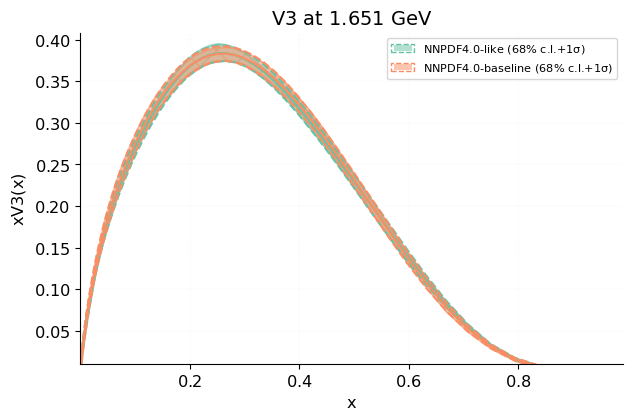 V3 at 1.651 GeV
NNPDF4.0-like (68% c.l.+1σ)
NNPDF4.0-baseline (68% c.l.+1σ)
xV3(x)
0.40
0.35
0.30
0.25
0.20
0.15
0.10
0.05
0.2 0.4 0.6 0.8
x